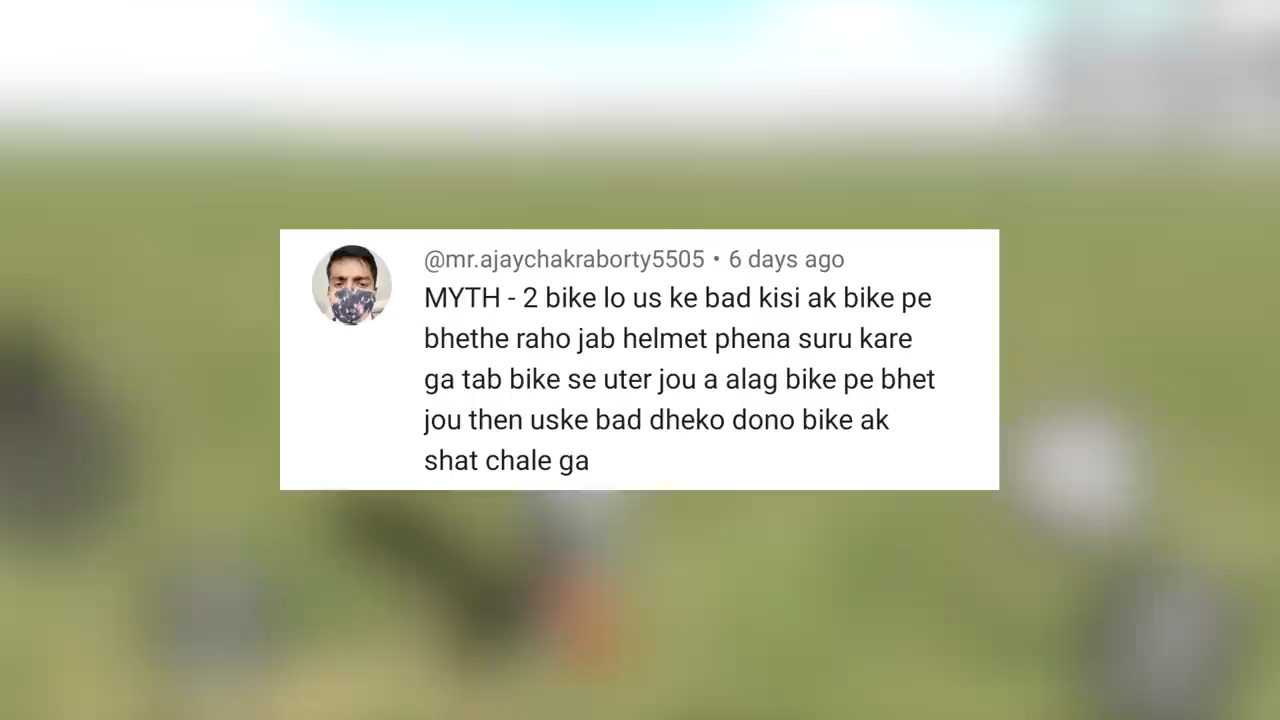 @mr.ajaychakraborty5505 • 6 days ago
MYTH - 2 bike lo us ke bad kisi ak bike pe
bhethe raho jab helmet phena suru kare
ga tab bike se uter jou a alag bike pe bhet
jou then uske bad dheko dono bike ak
shat chale ga